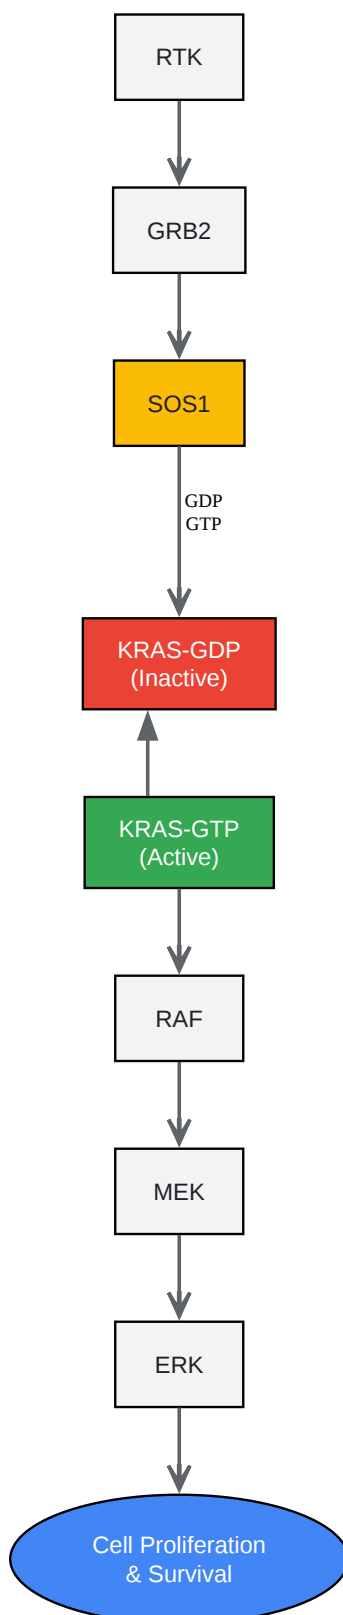 RTK
GRB2
SOS1
GDP
GTP
KRAS-GDP
(Inactive)
KRAS-GTP
(Active)
RAF
MEK
ERK
Cell Proliferation
& Survival